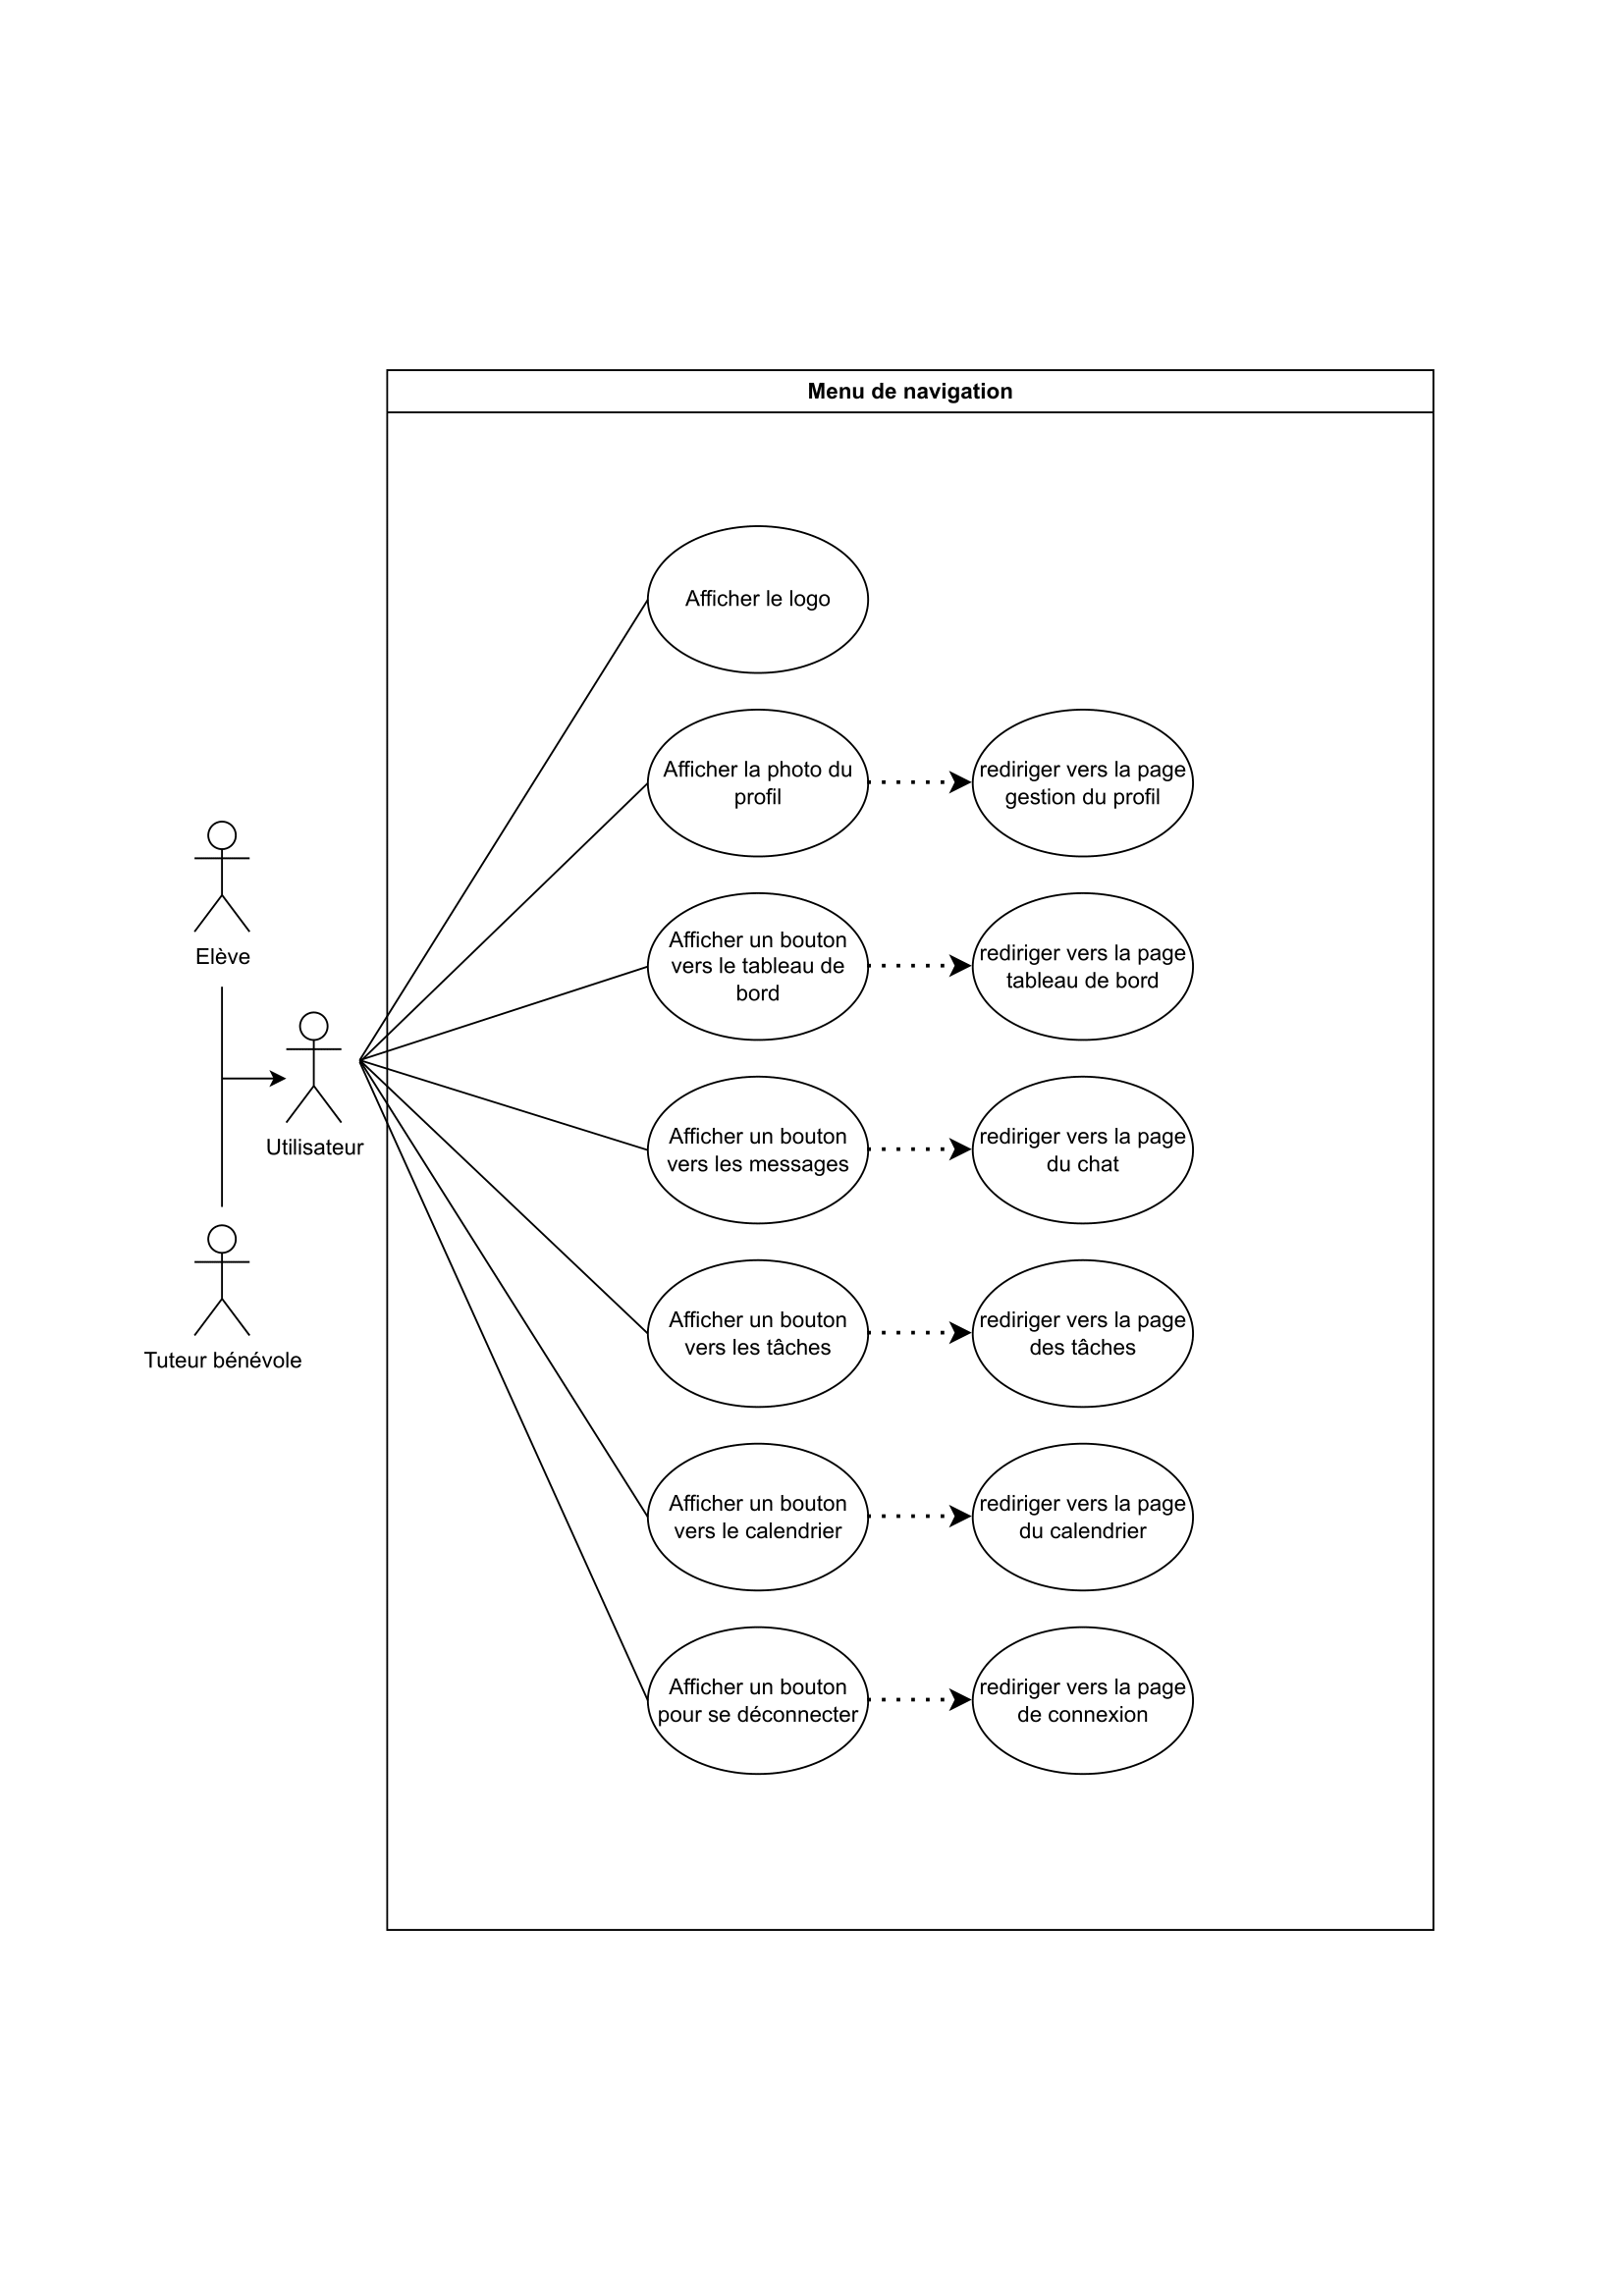 Menu de navigation
Afficher le logo
Afficher la photo du
profil
rediriger vers la page
gestion du profil
Elève
Afficher un bouton
vers le tableau de
bord
rediriger vers la page
tableau de bord
Utilisateur
Afficher un bouton
vers les messages
rediriger vers la page
du chat
Tuteur bénévole
Afficher un bouton
vers les tâches
rediriger vers la page
des tâches
Afficher un bouton
vers le calendrier
rediriger vers la page
du calendrier
Afficher un bouton
pour se déconnecter
rediriger vers la page
de connexion